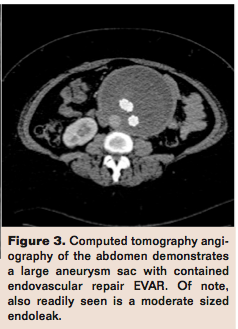 Figure 3. Computed tomography angi-
ography of the abdomen demonstrates
a large aneurysm sac with contained
endovascular repair EVAR. Of note,
also readily seen is a moderate sized
endoleak.